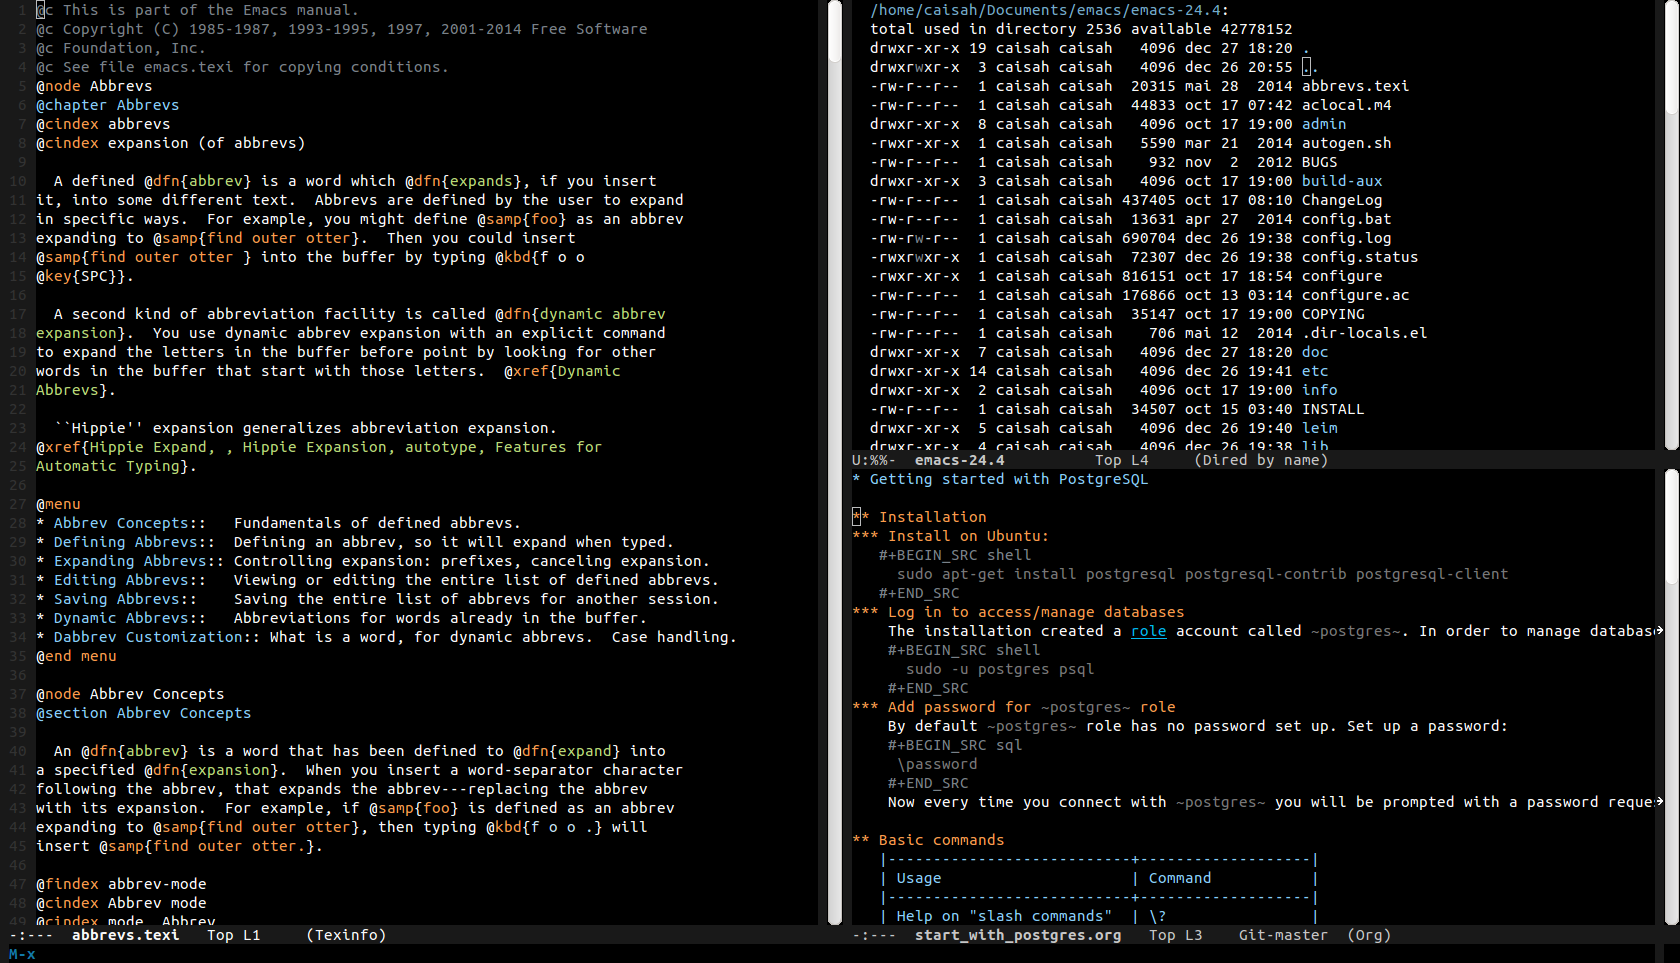 1 @c This is part of the Emacs manual.
2 @c Copyright (C) 1985-1987, 1993-1995, 1997, 2001-2014 Free Software
3 @c Foundation, Inc.
4 @c See file emacs.texi for copying conditions.
5 @node Abbrevs
6 @chapter Abbrevs
7 @cindex abbrevs
8 @cindex expansion (of abbrevs)
9
10   A defined @dfn{abbrev} is a word which @dfn{expands}, if you insert
11 it, into some different text.  Abbrevs are defined by the user to expand
12 in specific ways.  For example, you might define @samp{foo} as an abbrev
13 expanding to @samp{find outer otter}.  Then you could insert
14 @samp{find outer otter } into the buffer by typing @kbd{f o o
15 @key{SPC}}.
16
17   A second kind of abbreviation facility is called @dfn{dynamic abbrev
18 expansion}.  You use dynamic abbrev expansion with an explicit command
19 to expand the letters in the buffer before point by looking for other
20 words in the buffer that start with those letters.  @xref{Dynamic
21 Abbrevs}.
22
23   ``Hippie'' expansion generalizes abbreviation expansion.
24 @xref{Hippie Expand, , Hippie Expansion, autotype, Features for
25 Automatic Typing}.
26
27 @menu
28 * Abbrev Concepts::   Fundamentals of defined abbrevs.
29 * Defining Abbrevs::  Defining an abbrev, so it will expand when typed.
30 * Expanding Abbrevs:: Controlling expansion: prefixes, canceling expansion.
31 * Editing Abbrevs::   Viewing or editing the entire list of defined abbrevs.
32 * Saving Abbrevs::    Saving the entire list of abbrevs for another session.
33 * Dynamic Abbrevs::   Abbreviations for words already in the buffer.
34 * Dabbrev Customization:: What is a word, for dynamic abbrevs.  Case handling.
35 @end menu
36
37 @node Abbrev Concepts
38 @section Abbrev Concepts
39
40   An @dfn{abbrev} is a word that has been defined to @dfn{expand} into
41 a specified @dfn{expansion}.  When you insert a word-separator character
42 following the abbrev, that expands the abbrev---replacing the abbrev
43 with its expansion.  For example, if @samp{foo} is defined as an abbrev
44 expanding to @samp{find outer otter}, then typing @kbd{f o o .} will
45 insert @samp{find outer otter.}.
46
47 @findex abbrev-mode
48 @cindex Abbrev mode
49 @cindex mode, Abbrev
-:---  abbrevs.texi   Top L1     (Texinfo)
M-x
/home/caisah/Documents/emacs/emacs-24.4:
total used in directory 2536 available 42778152
drwxr-xr-x 19 caisah caisah   4096 dec 27 18:20 .
drwxrwxr-x  3 caisah caisah   4096 dec 26 20:55 ..
-rw-r--r--  1 caisah caisah  20315 mai 28  2014 abbrevs.texi
-rw-r--r--  1 caisah caisah  44833 oct 17 07:42 aclocal.m4
drwxr-xr-x  8 caisah caisah   4096 oct 17 19:00 admin
-rwxr-xr-x  1 caisah caisah   5590 mar 21  2014 autogen.sh
-rw-r--r--  1 caisah caisah    932 nov  2  2012 BUGS
drwxr-xr-x  3 caisah caisah   4096 oct 17 19:00 build-aux
-rw-r--r--  1 caisah caisah 437405 oct 17 08:10 ChangeLog
-rw-r--r--  1 caisah caisah  13631 apr 27  2014 config.bat
-rw-rw-r--  1 caisah caisah 690704 dec 26 19:38 config.log
-rwxrwxr-x  1 caisah caisah  72307 dec 26 19:38 config.status
-rwxr-xr-x  1 caisah caisah 816151 oct 17 18:54 configure
-rw-r--r--  1 caisah caisah 176866 oct 13 03:14 configure.ac
-rw-r--r--  1 caisah caisah  35147 oct 17 19:00 COPYING
-rw-r--r--  1 caisah caisah    706 mai 12  2014 .dir-locals.el
drwxr-xr-x  7 caisah caisah   4096 dec 27 18:20 doc
drwxr-xr-x 14 caisah caisah   4096 dec 26 19:41 etc
drwxr-xr-x  2 caisah caisah   4096 oct 17 19:00 info
-rw-r--r--  1 caisah caisah  34507 oct 15 03:40 INSTALL
drwxr-xr-x  5 caisah caisah   4096 dec 26 19:40 leim
drwxr-xr-x  4 caisah caisah   4096 dec 26 19:38 lib
U:%%-  emacs-24.4          Top L4     (Dired by name)
* Getting started with PostgreSQL

** Installation
*** Install on Ubuntu:
#+BEGIN_SRC shell
sudo apt-get install postgresql postgresql-contrib postgresql-client
#+END_SRC
*** Log in to access/manage databases
The installation created a role account called ~postgres~. In order to manage databas
#+BEGIN_SRC shell
sudo -u postgres psql
#+END_SRC
*** Add password for ~postgres~ role
By default ~postgres~ role has no password set up. Set up a password:
#+BEGIN_SRC sql
\password
#+END_SRC
Now every time you connect with ~postgres~ you will be prompted with a password reque

** Basic commands
|---------------------------+-------------------|
| Usage                     | Command           |
|---------------------------+-------------------|
| Help on "slash commands"  | \?                |
-:---  start_with_postgres.org   Top L3    Git-master  (Org)